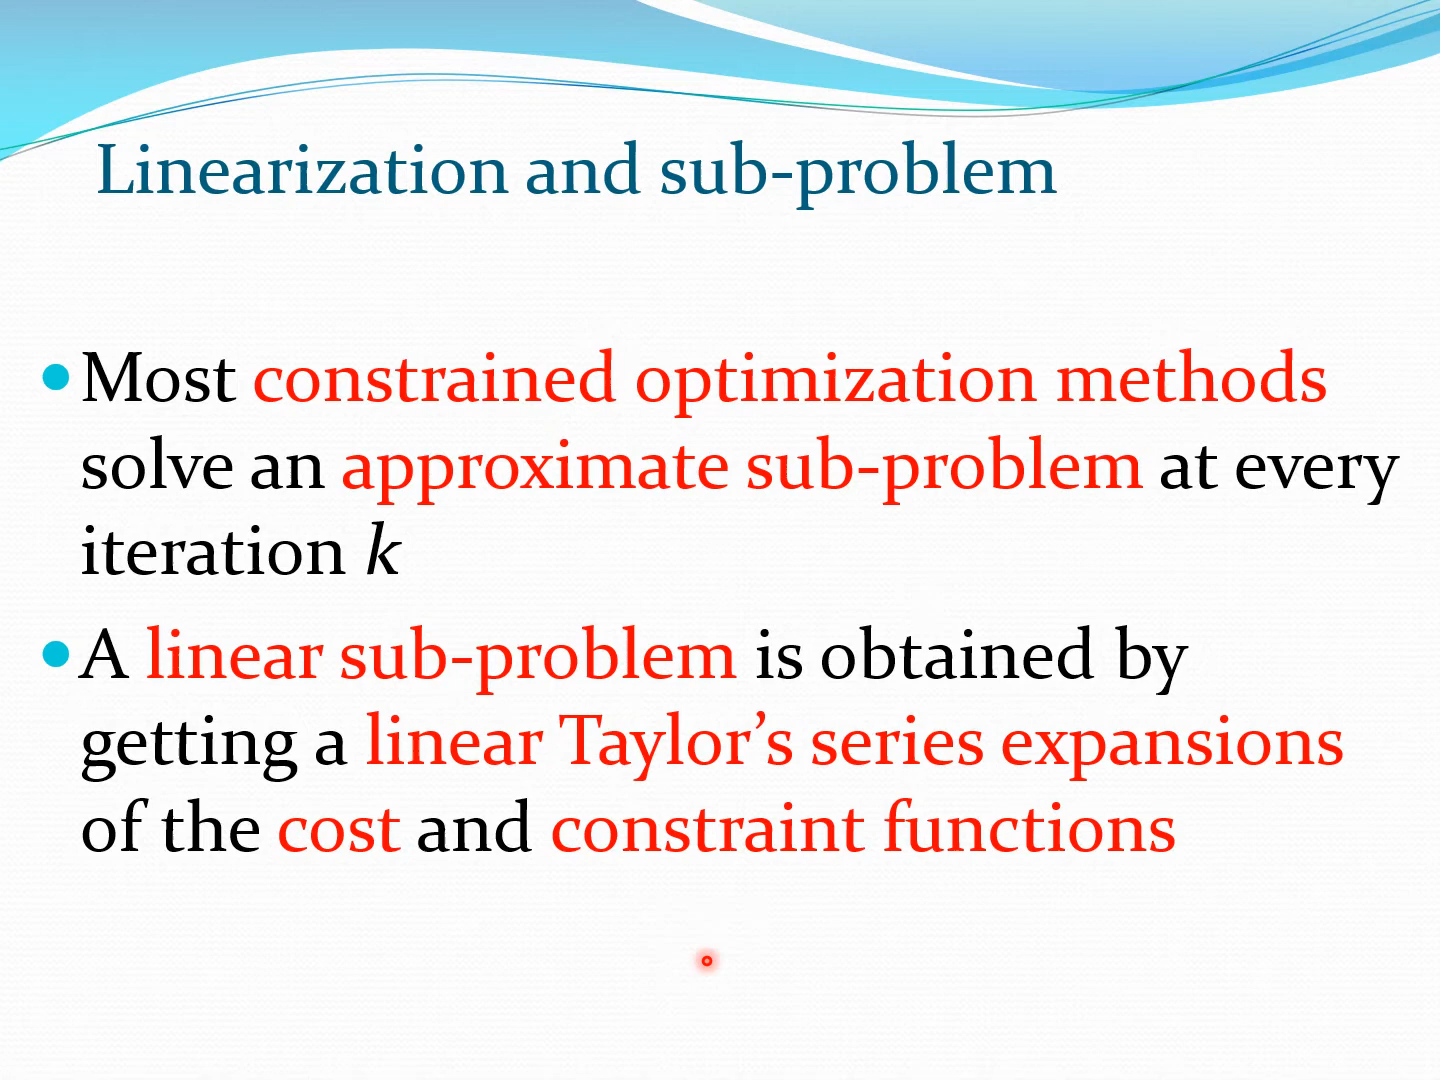 Linearization and sub-problem
Most constrained optimization methods
solve an approximate sub-problem at every
iteration k
A linear sub-problem is obtained by
getting a linear Taylor’s series expansions
of the cost and constraint functions